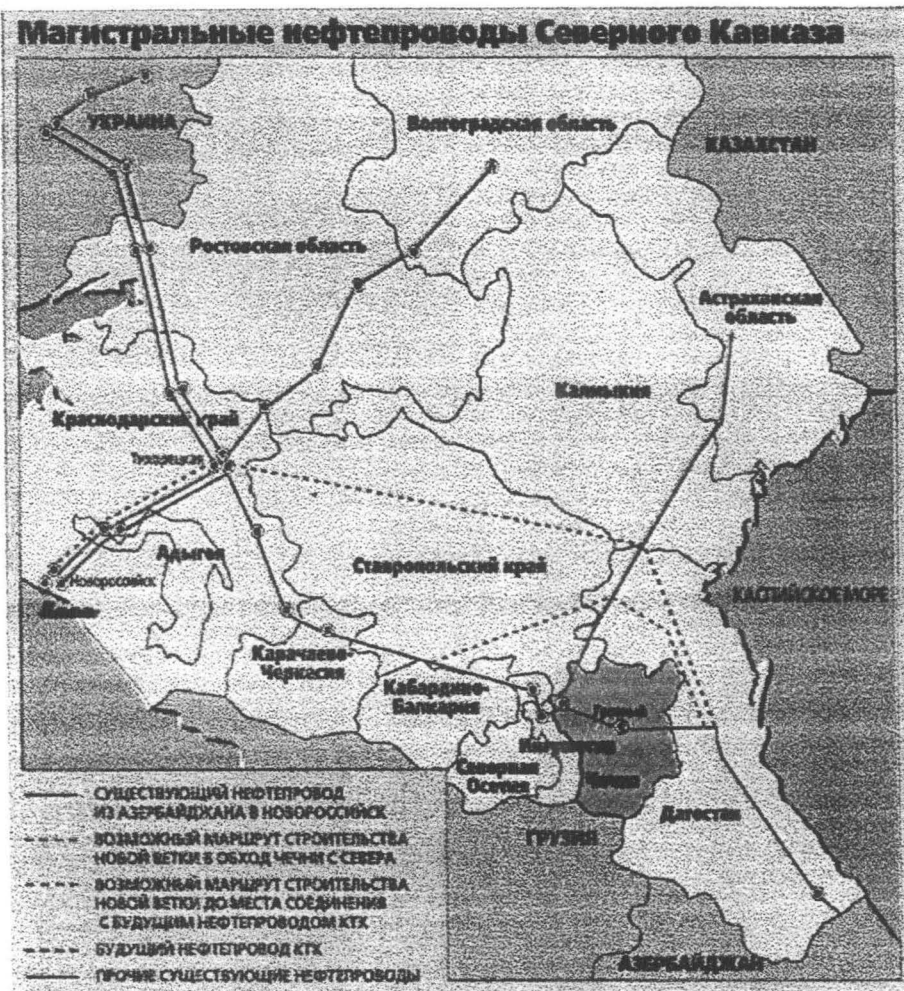 Магистральные нефтепроводы Северного Кавказа
УКРАИНА
Волгоградская область
КАЗАХСТАН
Ростовская область
Астраханская
область
Калмыкия
Краснодарский край
Тихорецкая
Адыгея
Ставропольский край
Новороссийск
КАСПИЙСКОЕ МОРЕ
Карачаево-
Черкесия
Кабардино-
Балкария
Грозный
Ингушетия
Северная
Осетия
Чечня
Дагестан
ГРУЗИЯ
АЗЕРБАЙДЖАН
СУЩЕСТВУЮЩИЙ НЕФТЕПРОВОД
ИЗ АЗЕРБАЙДЖАНА В НОВОРОССИЙСК
ВОЗМОЖНЫЙ МАРШРУТ СТРОИТЕЛЬСТВА
НОВОЙ ВЕТКИ В ОБХОД ЧЕЧНИ С СЕВЕРА
ВОЗМОЖНЫЙ МАРШРУТ СТРОИТЕЛЬСТВА
НОВОЙ ВЕТКИ ДО МЕСТА СОЕДИНЕНИЯ
С БУДУЩИМ НЕФТЕПРОВОДОМ КТК
БУДУЩИЙ НЕФТЕПРОВОД КТК
ПРОЧИЕ СУЩЕСТВУЮЩИЕ НЕФТЕПРОВОДЫ